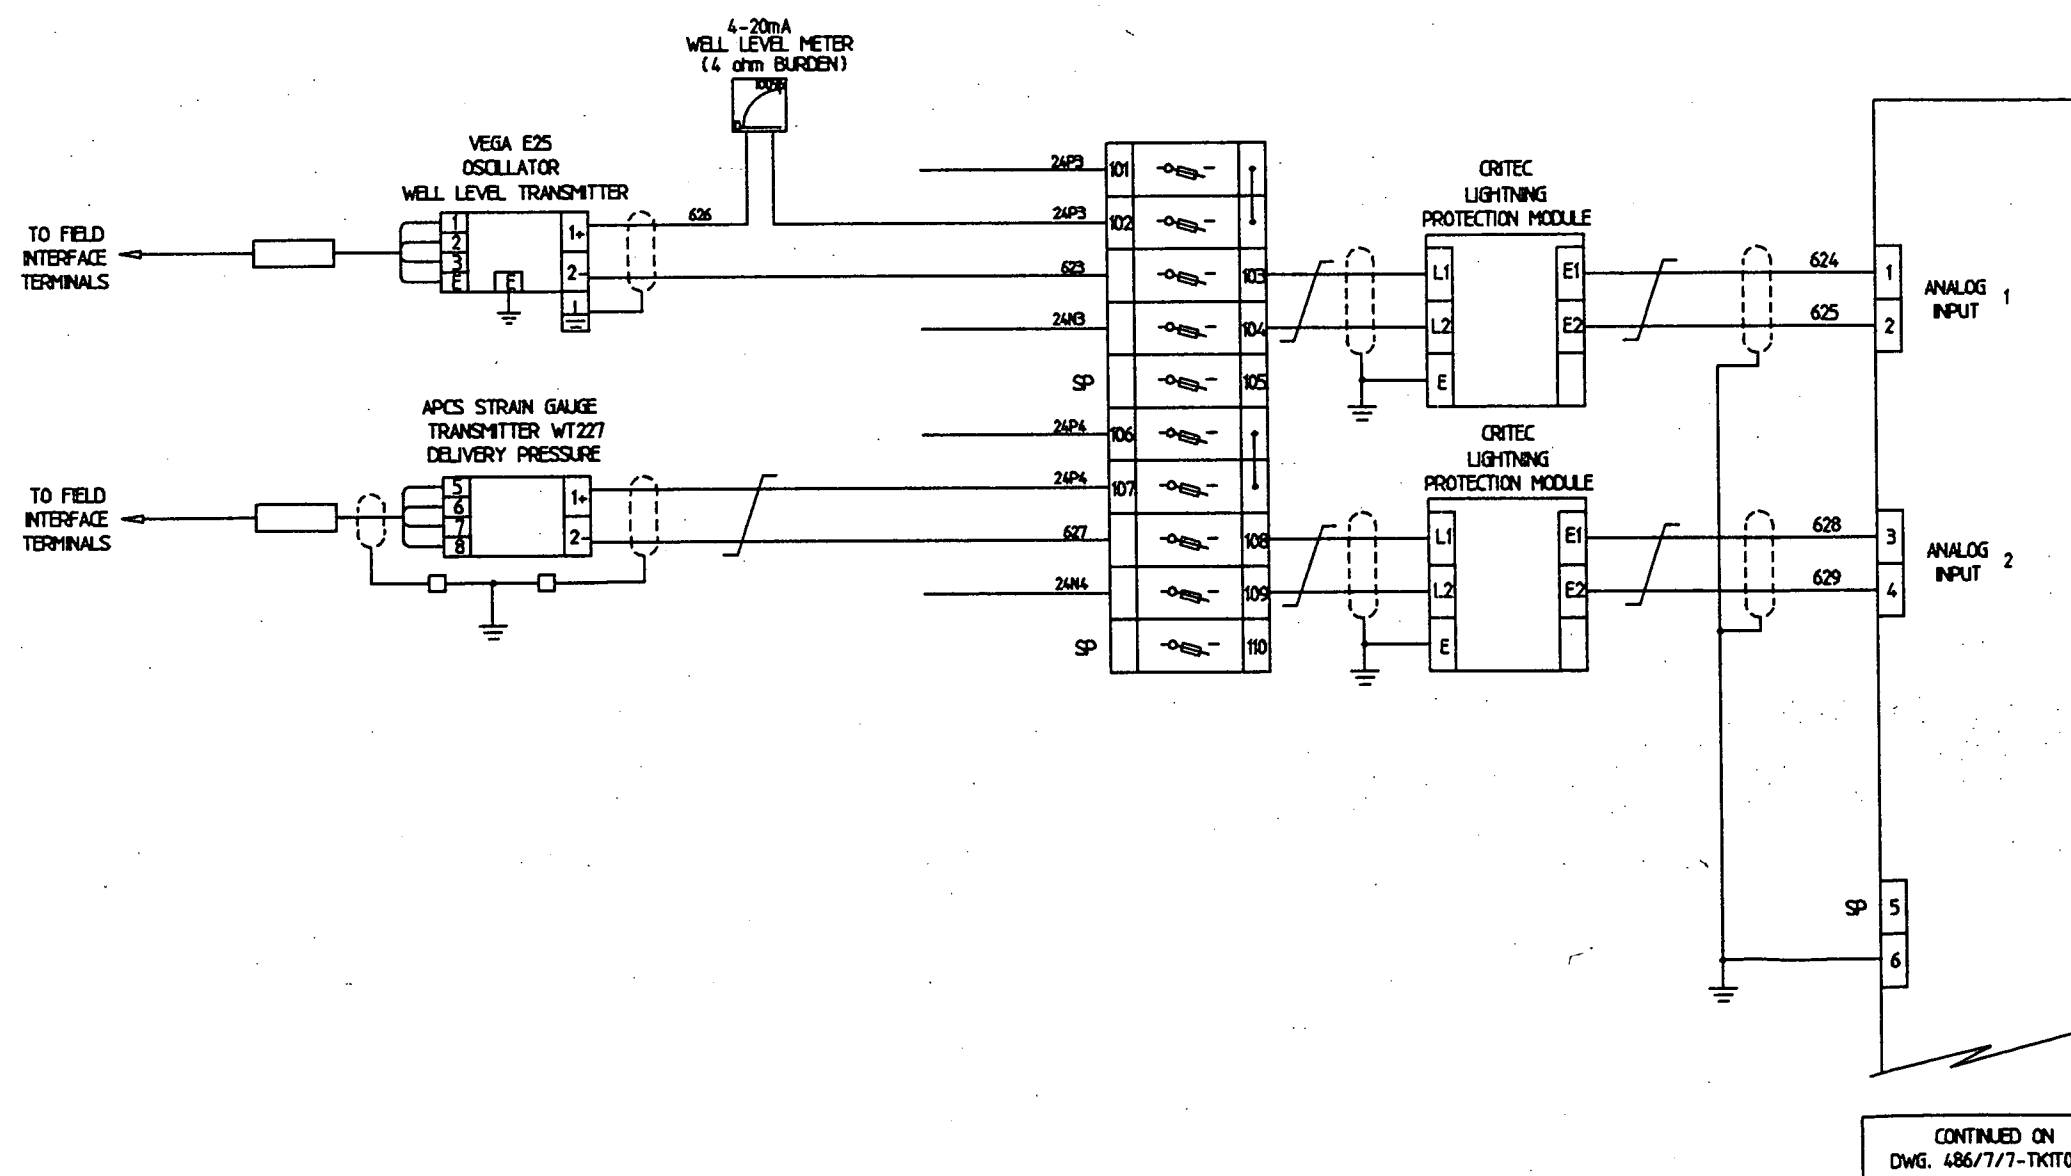 4-20mA
WELL LEVEL METER
(4 ohm BURDEN)
VEGA E25
OSCILLATOR
WELL LEVEL TRANSMITTER
TO FIELD
INTERFACE
TERMINALS
1
2
3
E
E
1+
2-
626
623
24P3
24P3
24N3
SP
24P4
24P4
627
24N4
SP
101
102
103
104
105
106
107
108
109
110
CRITEC
LIGHTNING
PROTECTION MODULE
L1
L2
E
E1
E2
624
625
1
2
ANALOG 1
INPUT
APCS STRAIN GAUGE
TRANSMITTER WT227
DELIVERY PRESSURE
TO FIELD
INTERFACE
TERMINALS
5
6
7
8
1+
2-
CRITEC
LIGHTNING
PROTECTION MODULE
L1
L2
E
E1
E2
628
629
3
4
ANALOG 2
INPUT
SP
5
6
CONTINUED ON
DWG.